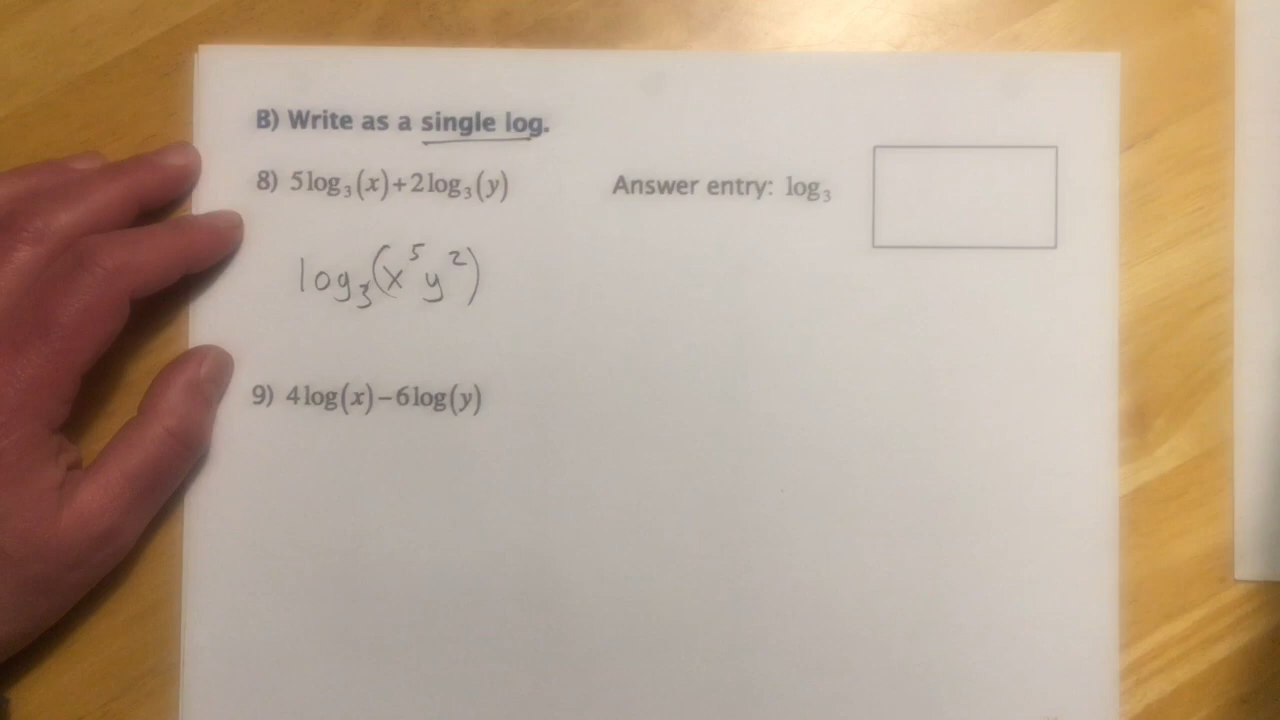 B) Write as a single log.
8) 5log₃(x)+2log₃(y) Answer entry: log₃
log₃(x⁵y²)
9) 4log(x)−6log(y)